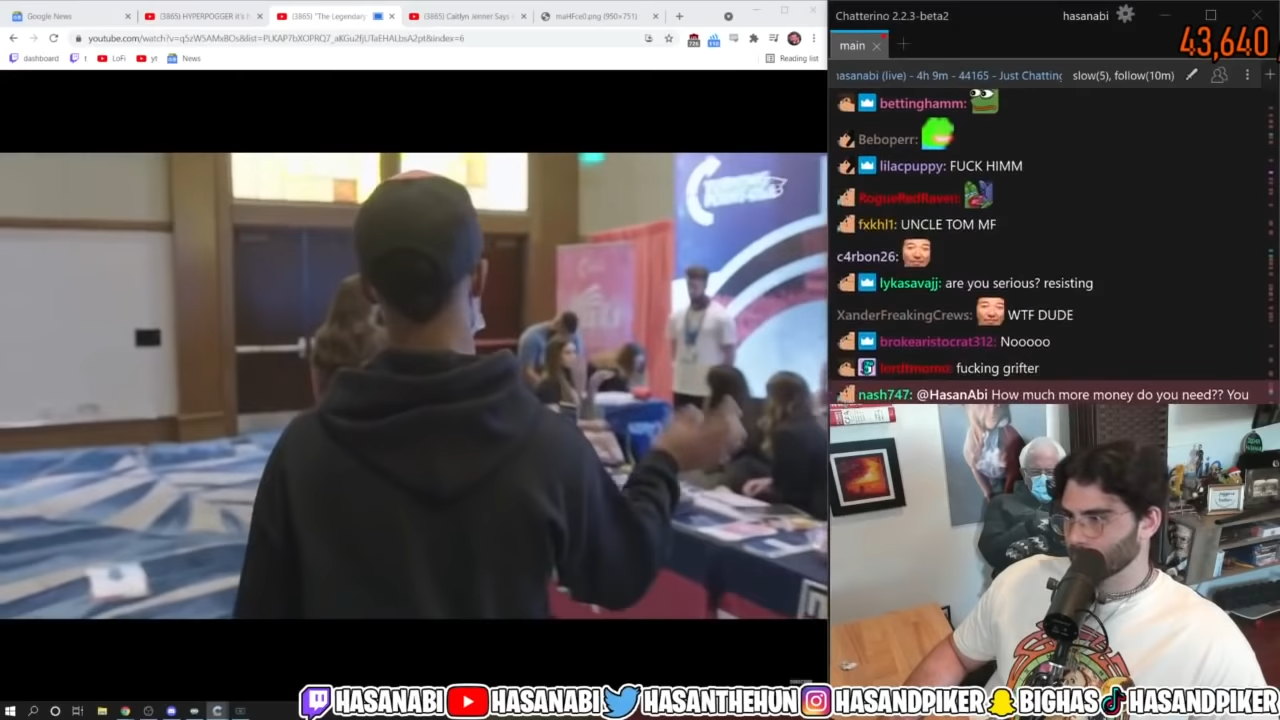 Google News
(3865) HYPERPOGGER it's h
(3865) "The Legendary"
(3865) Caitlyn Jenner Says
maHFce0.png (950×751)
Chatterino 2.2.3-beta2
hasanabi
43,640
youtube.com/watch?v=
&index=6
dashboard
t
LoFi
yt
News
Reading list
main
hasanabi (live) - 4h 9m - 44165 - Just Chatting
slow(5), follow(10m)
bettinghamm:
Beboperr:
lilacpuppy: FUCK HIMM
RogueRedRaven:
fxkhl1: UNCLE TOM MF
c4rbon26:
lykasavajj: are you serious? resisting
XanderFreakingCrews: WTF DUDE
brokearistocrat312: Nooooo
fucking grifter
nash747: @HasanAbi How much more money do you need?? You
HASANABI
HASANABI
HASANTHEHUN
HASANDPIKER
BIGHAS
HASANDPIKER